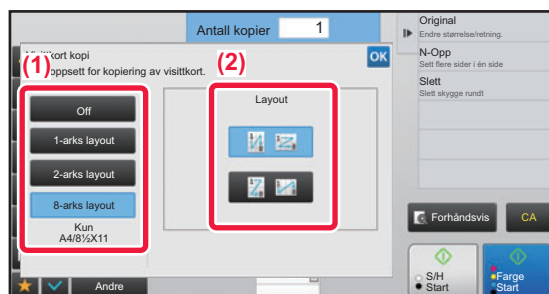 Antall kopier 1
Visittkort kopi
oppsett for kopiering av visittkort.
OK
(1)
(2)
Off
1-arks layout
2-arks layout
8-arks layout
Kun
A4/8½X11
Layout
Andre
Original
Endre størrelse/retning.
N-Opp
Sett flere sider i én side
Slett
Slett skygge rundt
Forhåndsvis
CA
S/H
Start
Farge
Start